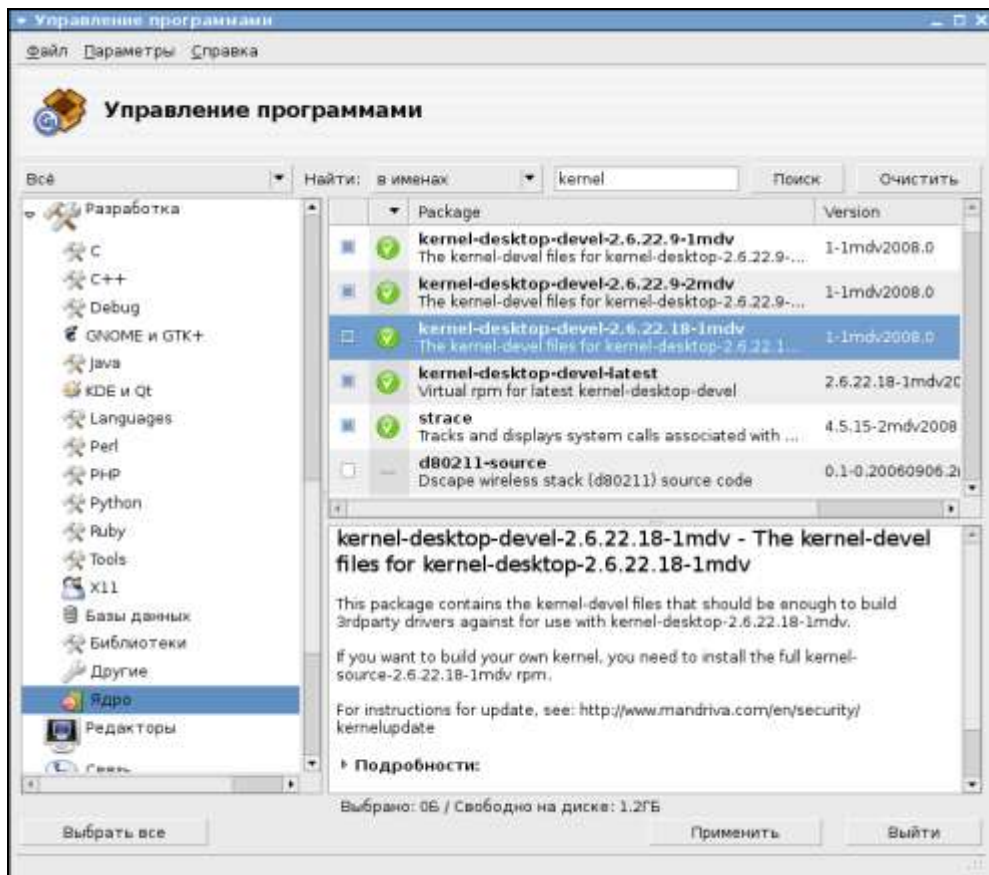 Управление программами
Файл Параметры Справка
Управление программами
Всё Найти: в именах kernel Поиск Очистить
Разработка
C
C++
Debug
GNOME и GTK+
Java
KDE и Qt
Languages
Perl
PHP
Python
Ruby
Tools
X11
Базы данных
Библиотеки
Другие
Ядро
Редакторы
Связь
Package Version
kernel-desktop-devel-2.6.22.9-1mdv
The kernel-devel files for kernel-desktop-2.6.22.9-...
1-1mdv2008.0
kernel-desktop-devel-2.6.22.9-2mdv
The kernel-devel files for kernel-desktop-2.6.22.9-...
1-1mdv2008.0
kernel-desktop-devel-2.6.22.18-1mdv
The kernel-devel files for kernel-desktop-2.6.22.1...
1-1mdv2008.0
kernel-desktop-devel-latest
Virtual rpm for latest kernel-desktop-devel
2.6.22.18-1mdv20
strace
Tracks and displays system calls associated with ...
4.5.15-2mdv2008
d80211-source
Dscape wireless stack (d80211) source code
0.1-0.20060906.2
kernel-desktop-devel-2.6.22.18-1mdv - The kernel-devel
files for kernel-desktop-2.6.22.18-1mdv
This package contains the kernel-devel files that should be enough to build
3rdparty drivers against for use with kernel-desktop-2.6.22.18-1mdv.
If you want to build your own kernel, you need to install the full kernel-
source-2.6.22.18-1mdv rpm.
For instructions for update, see: http://www.mandriva.com/en/security/
kernelupdate
Подробности:
Выбрано: 0Б / Свободно на диске: 1.2ГБ
Выбрать все Применить Выйти